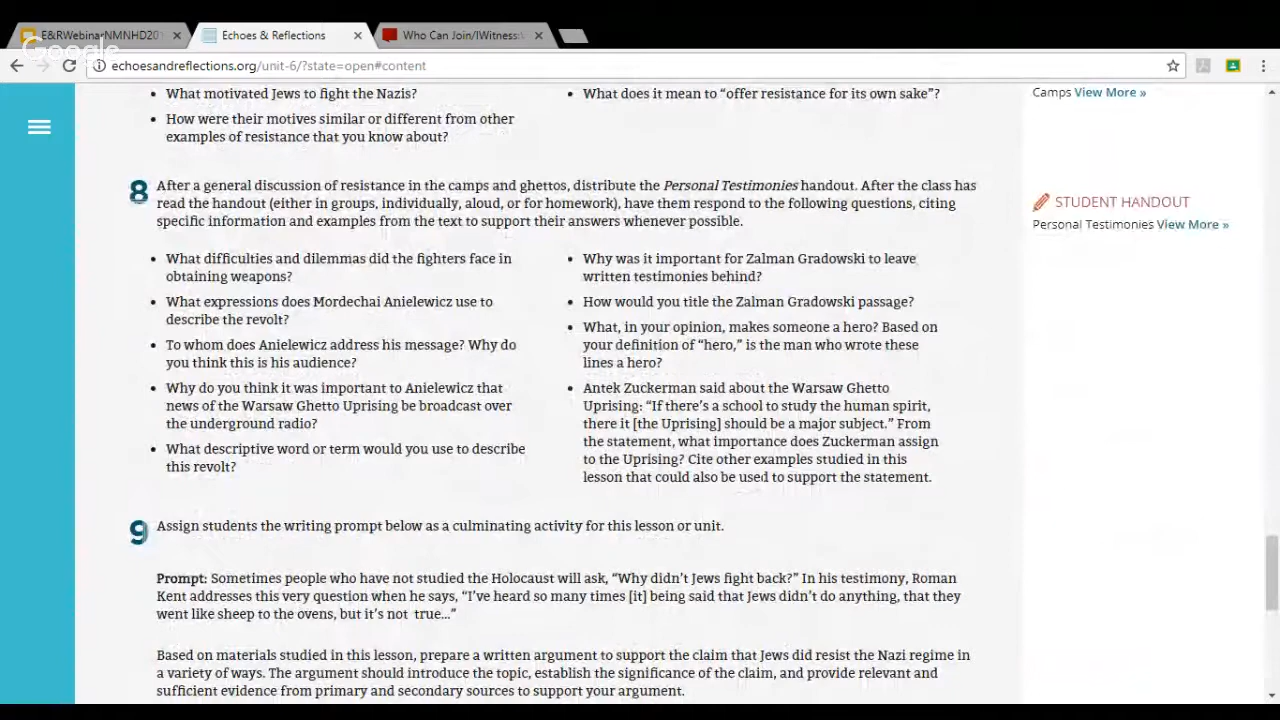 E&RWebinarNMNHD201
Echoes & Reflections
Who Can Join/IWitness:
Google
echoesandreflections.org/unit-6/?state=open#content
What motivated Jews to fight the Nazis?
How were their motives similar or different from other
examples of resistance that you know about?
What does it mean to “offer resistance for its own sake”?
Camps View More »
8 After a general discussion of resistance in the camps and ghettos, distribute the Personal Testimonies handout. After the class has
read the handout (either in groups, individually, aloud, or for homework), have them respond to the following questions, citing
specific information and examples from the text to support their answers whenever possible.
STUDENT HANDOUT
Personal Testimonies View More »
What difficulties and dilemmas did the fighters face in
obtaining weapons?
What expressions does Mordechai Anielewicz use to
describe the revolt?
To whom does Anielewicz address his message? Why do
you think this is his audience?
Why do you think it was important to Anielewicz that
news of the Warsaw Ghetto Uprising be broadcast over
the underground radio?
What descriptive word or term would you use to describe
this revolt?
Why was it important for Zalman Gradowski to leave
written testimonies behind?
How would you title the Zalman Gradowski passage?
What, in your opinion, makes someone a hero? Based on
your definition of “hero,” is the man who wrote these
lines a hero?
Antek Zuckerman said about the Warsaw Ghetto
Uprising: “If there’s a school to study the human spirit,
there it [the Uprising] should be a major subject.” From
the statement, what importance does Zuckerman assign
to the Uprising? Cite other examples studied in this
lesson that could also be used to support the statement.
9 Assign students the writing prompt below as a culminating activity for this lesson or unit.
Prompt: Sometimes people who have not studied the Holocaust will ask, “Why didn’t Jews fight back?” In his testimony, Roman
Kent addresses this very question when he says, “I’ve heard so many times [it] being said that Jews didn’t do anything, that they
went like sheep to the ovens, but it’s not true...”
Based on materials studied in this lesson, prepare a written argument to support the claim that Jews did resist the Nazi regime in
a variety of ways. The argument should introduce the topic, establish the significance of the claim, and provide relevant and
sufficient evidence from primary and secondary sources to support your argument.